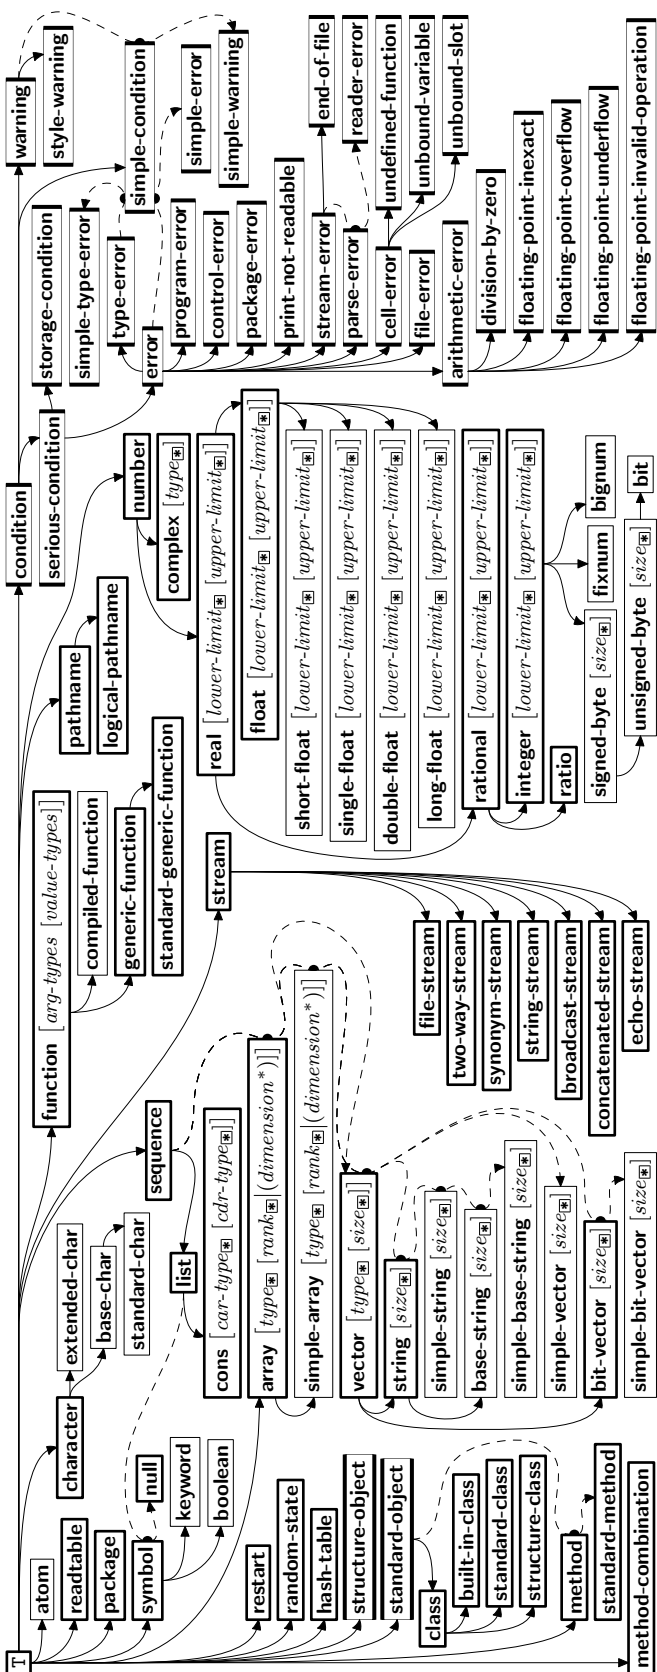 T
atom
readtable
package
symbol
null
keyword
boolean
restart
random-state
hash-table
structure-object
standard-object
class
built-in-class
standard-class
structure-class
method
standard-method
method-combination
character
extended-char
base-char
standard-char
sequence
list
cons [car-type* [cdr-type*]]
array [type* [rank*|(dimension*)]]
simple-array [type* [rank*|(dimension*)]]
vector [type* [size*]]
string [size*]
simple-string [size*]
base-string [size*]
simple-base-string [size*]
simple-vector [size*]
bit-vector [size*]
simple-bit-vector [size*]
function [arg-types [value-types]]
compiled-function
generic-function
standard-generic-function
stream
file-stream
two-way-stream
synonym-stream
string-stream
broadcast-stream
concatenated-stream
echo-stream
pathname
logical-pathname
number
complex [type*]
real [lower-limit* [upper-limit*]]
float [lower-limit* [upper-limit*]]
short-float [lower-limit* [upper-limit*]]
single-float [lower-limit* [upper-limit*]]
double-float [lower-limit* [upper-limit*]]
long-float [lower-limit* [upper-limit*]]
rational [lower-limit* [upper-limit*]]
integer [lower-limit* [upper-limit*]]
ratio
signed-byte [size*]
fixnum
bignum
unsigned-byte [size*]
bit
condition
serious-condition
storage-condition
simple-type-error
type-error
error
program-error
control-error
package-error
print-not-readable
stream-error
parse-error
cell-error
file-error
arithmetic-error
division-by-zero
floating-point-inexact
floating-point-overflow
floating-point-underflow
floating-point-invalid-operation
warning
style-warning
simple-condition
simple-error
simple-warning
end-of-file
reader-error
undefined-function
unbound-variable
unbound-slot